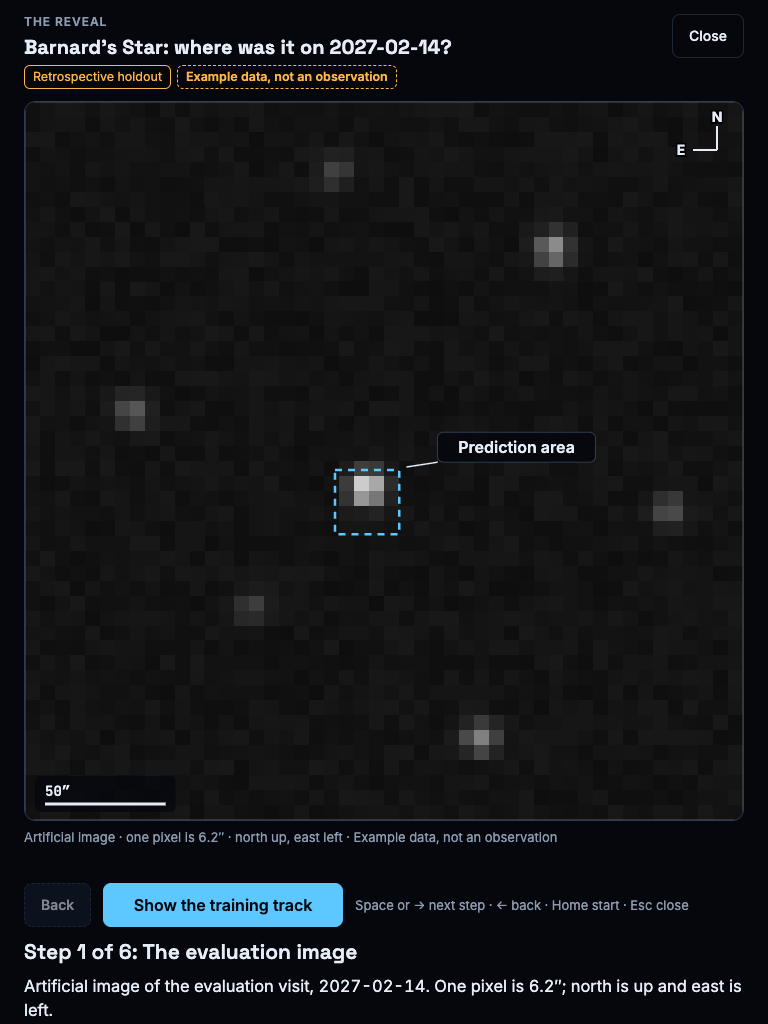 THE REVEAL
Barnard's Star: where was it on 2027-02-14?
Close
Retrospective holdout
Example data, not an observation
N
E
Prediction area
50″
Artificial image · one pixel is 6.2″ · north up, east left · Example data, not an observation
Back
Show the training track
Space or → next step · ← back · Home start · Esc close
Step 1 of 6: The evaluation image
Artificial image of the evaluation visit, 2027-02-14. One pixel is 6.2″; north is up and east is
left.